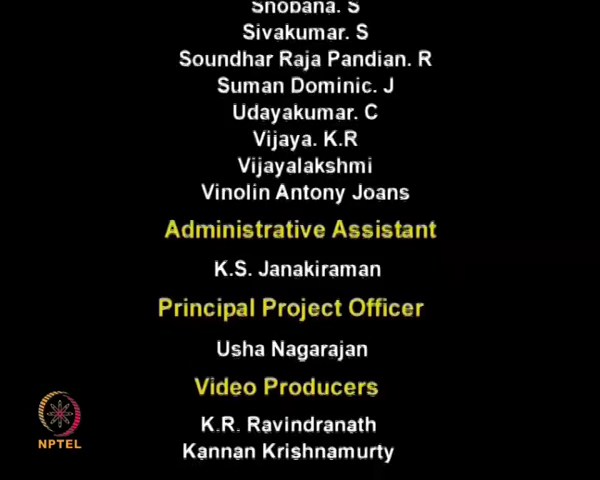 Shobana. S
Sivakumar. S
Soundhar Raja Pandian. R
Suman Dominic. J
Udayakumar. C
Vijaya. K.R
Vijayalakshmi
Vinolin Antony Joans
Administrative Assistant
K.S. Janakiraman
Principal Project Officer
Usha Nagarajan
Video Producers
K.R. Ravindranath
Kannan Krishnamurty
NPTEL